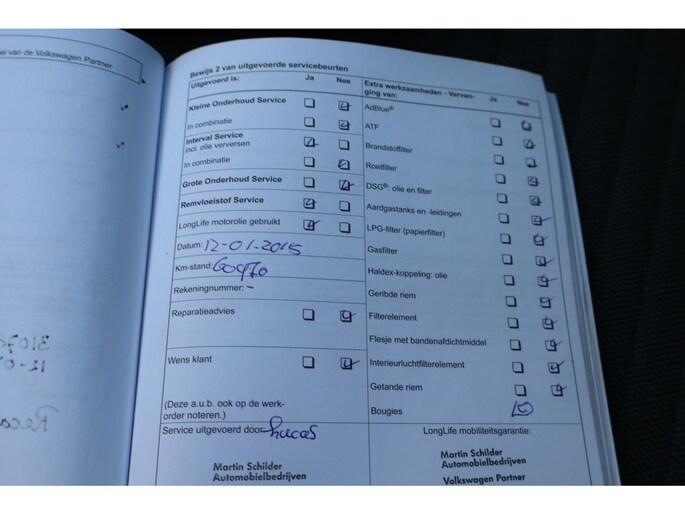 el van de Volkswagen Partner
Bewijs 2 van uitgevoerde servicebeurten
Uitgevoerd is: Ja Nee
Kleine Onderhoud Service
In combinatie
Interval Service
incl. olie verversen
In combinatie
Grote Onderhoud Service
Remvloeistof Service
LongLife motorolie gebruikt
Datum: 12-01-2015
Km-stand: 60970
Rekeningnummer: -
Reparatieadvies
Wens klant
(Deze a.u.b. ook op de werk-
order noteren.)
Service uitgevoerd door: Lucas
Martin Schilder
Automobielbedrijven
Extra werkzaamheden - Vervan-
ging van: Ja Nee
AdBlue®
ATF
Brandstoffilter
Roetfilter
DSG®: olie en filter
Aardgastanks en -leidingen
LPG-filter (papierfilter)
Gasfilter
Haldex-koppeling: olie
Geribde riem
Filterelement
Flesje met bandenafdichtmiddel
Interieurluchtfilterelement
Getande riem
Bougies
LongLife mobiliteitsgarantie:
Martin Schilder
Automobielbedrijven
Volkswagen Partner